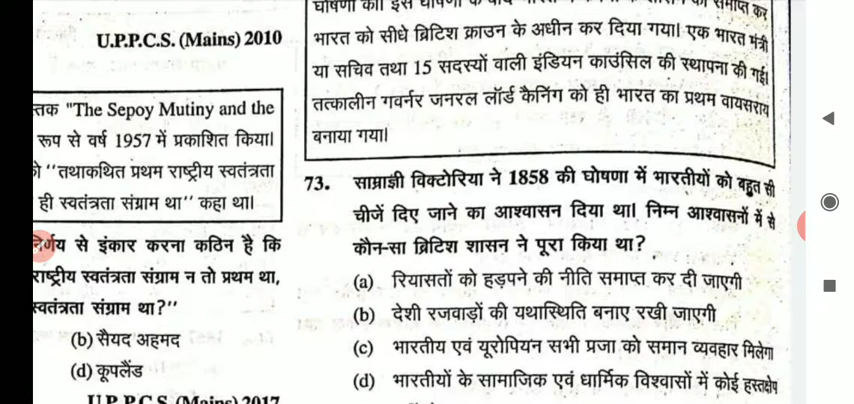 U.P.P.C.S. (Mains) 2010
स्तक "The Sepoy Mutiny and the
रूप से वर्ष 1957 में प्रकाशित किया।
ने ''तथाकथित प्रथम राष्ट्रीय स्वतंत्रता
ही स्वतंत्रता संग्राम था'' कहा था।
निर्णय से इंकार करना कठिन है कि
राष्ट्रीय स्वतंत्रता संग्राम न तो प्रथम था,
स्वतंत्रता संग्राम था?''
(b) सैयद अहमद
(d) कूपलैंड
U.P.P.C.S. (Mains) 2017
भारत को सीधे ब्रिटिश क्राउन के अधीन कर दिया गया। एक भारत मंत्री
या सचिव तथा 15 सदस्यों वाली इंडियन काउंसिल की स्थापना की गई।
तत्कालीन गवर्नर जनरल लॉर्ड कैनिंग को ही भारत का प्रथम वायसराय
बनाया गया।
73. साम्राज्ञी विक्टोरिया ने 1858 की घोषणा में भारतीयों को बहुत सी
चीजें दिए जाने का आश्वासन दिया था। निम्न आश्वासनों में से
कौन-सा ब्रिटिश शासन ने पूरा किया था?
(a) रियासतों को हड़पने की नीति समाप्त कर दी जाएगी
(b) देशी रजवाड़ों की यथास्थिति बनाए रखी जाएगी
(c) भारतीय एवं यूरोपियन सभी प्रजा को समान व्यवहार मिलेगा
(d) भारतीयों के सामाजिक एवं धार्मिक विश्वासों में कोई हस्तक्षेप